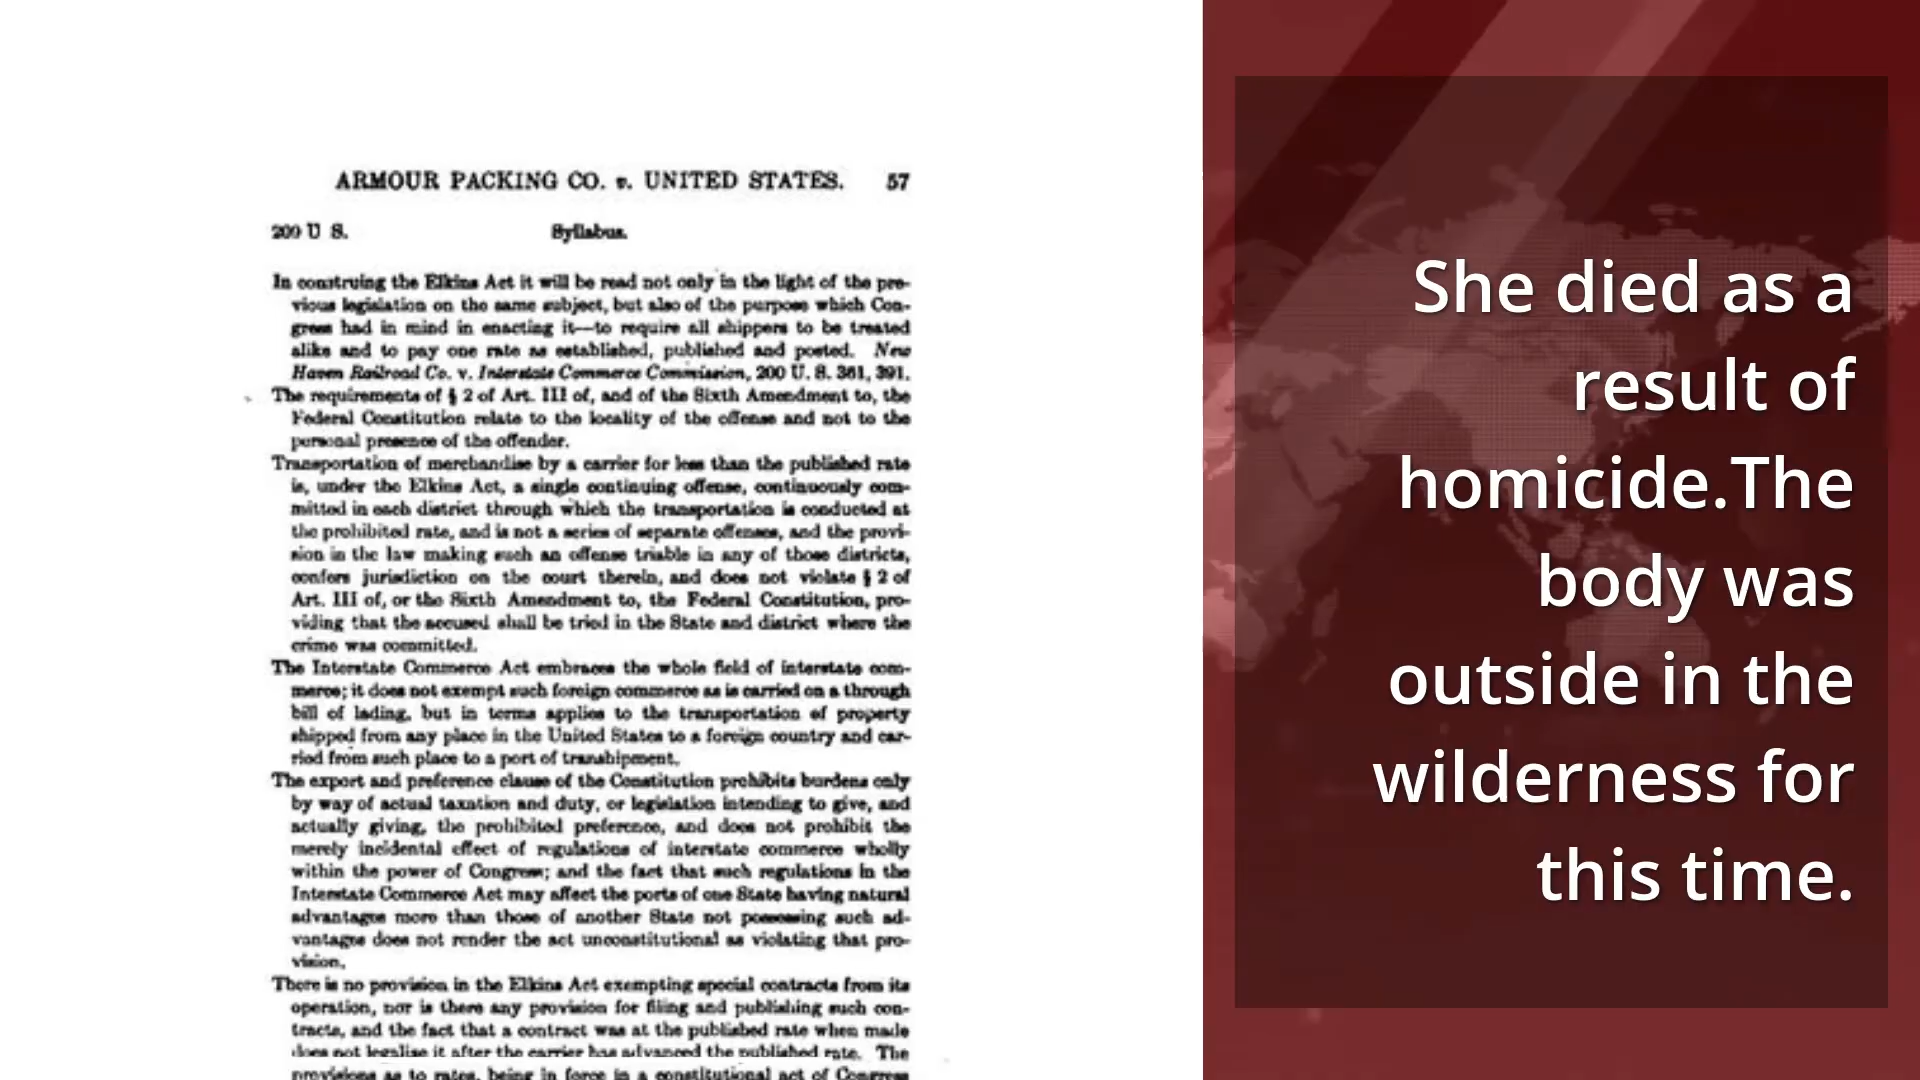 ARMOUR PACKING CO. v. UNITED STATES. 57
209 U S. Syllabus.
In construing the Elkins Act it will be read not only in the light of the pre-
vious legislation on the same subject, but also of the purpose which Con-
gress had in mind in enacting it—to require all shippers to be treated
alike and to pay one rate as established, published and posted. New
Haven Railroad Co. v. Interstate Commerce Commission, 200 U. S. 361, 391.
The requirements of § 2 of Art. III of, and of the Sixth Amendment to, the
Federal Constitution relate to the locality of the offense and not to the
personal presence of the offender.
Transportation of merchandise by a carrier for less than the published rate
is, under the Elkins Act, a single continuing offense, continuously com-
mitted in each district through which the transportation is conducted at
the prohibited rate, and is not a series of separate offenses, and the provi-
sion in the law making such an offense triable in any of those districts,
confers jurisdiction on the court therein, and does not violate § 2 of
Art. III of, or the Sixth Amendment to, the Federal Constitution, pro-
viding that the accused shall be tried in the State and district where the
crime was committed.
The Interstate Commerce Act embraces the whole field of interstate com-
merce; it does not exempt such foreign commerce as is carried on a through
bill of lading, but in terms applies to the transportation of property
shipped from any place in the United States to a foreign country and car-
ried from such place to a port of transhipment.
The export and preference clause of the Constitution prohibits burdens only
by way of actual taxation and duty, or legislation intending to give, and
actually giving, the prohibited preference, and does not prohibit the
merely incidental effect of regulations of interstate commerce wholly
within the power of Congress; and the fact that such regulations in the
Interstate Commerce Act may affect the ports of one State having natural
advantages more than those of another State not possessing such ad-
vantages does not render the act unconstitutional as violating that pro-
vision.
There is no provision in the Elkins Act exempting special contracts from its
operation, nor is there any provision for filing and publishing such con-
tracts, and the fact that a contract was at the published rate when made
does not legalise it after the carrier has advanced the published rate. The
provisions as to rates, being in force in a constitutional act of Congress
She died as a
result of
homicide.The
body was
outside in the
wilderness for
this time.